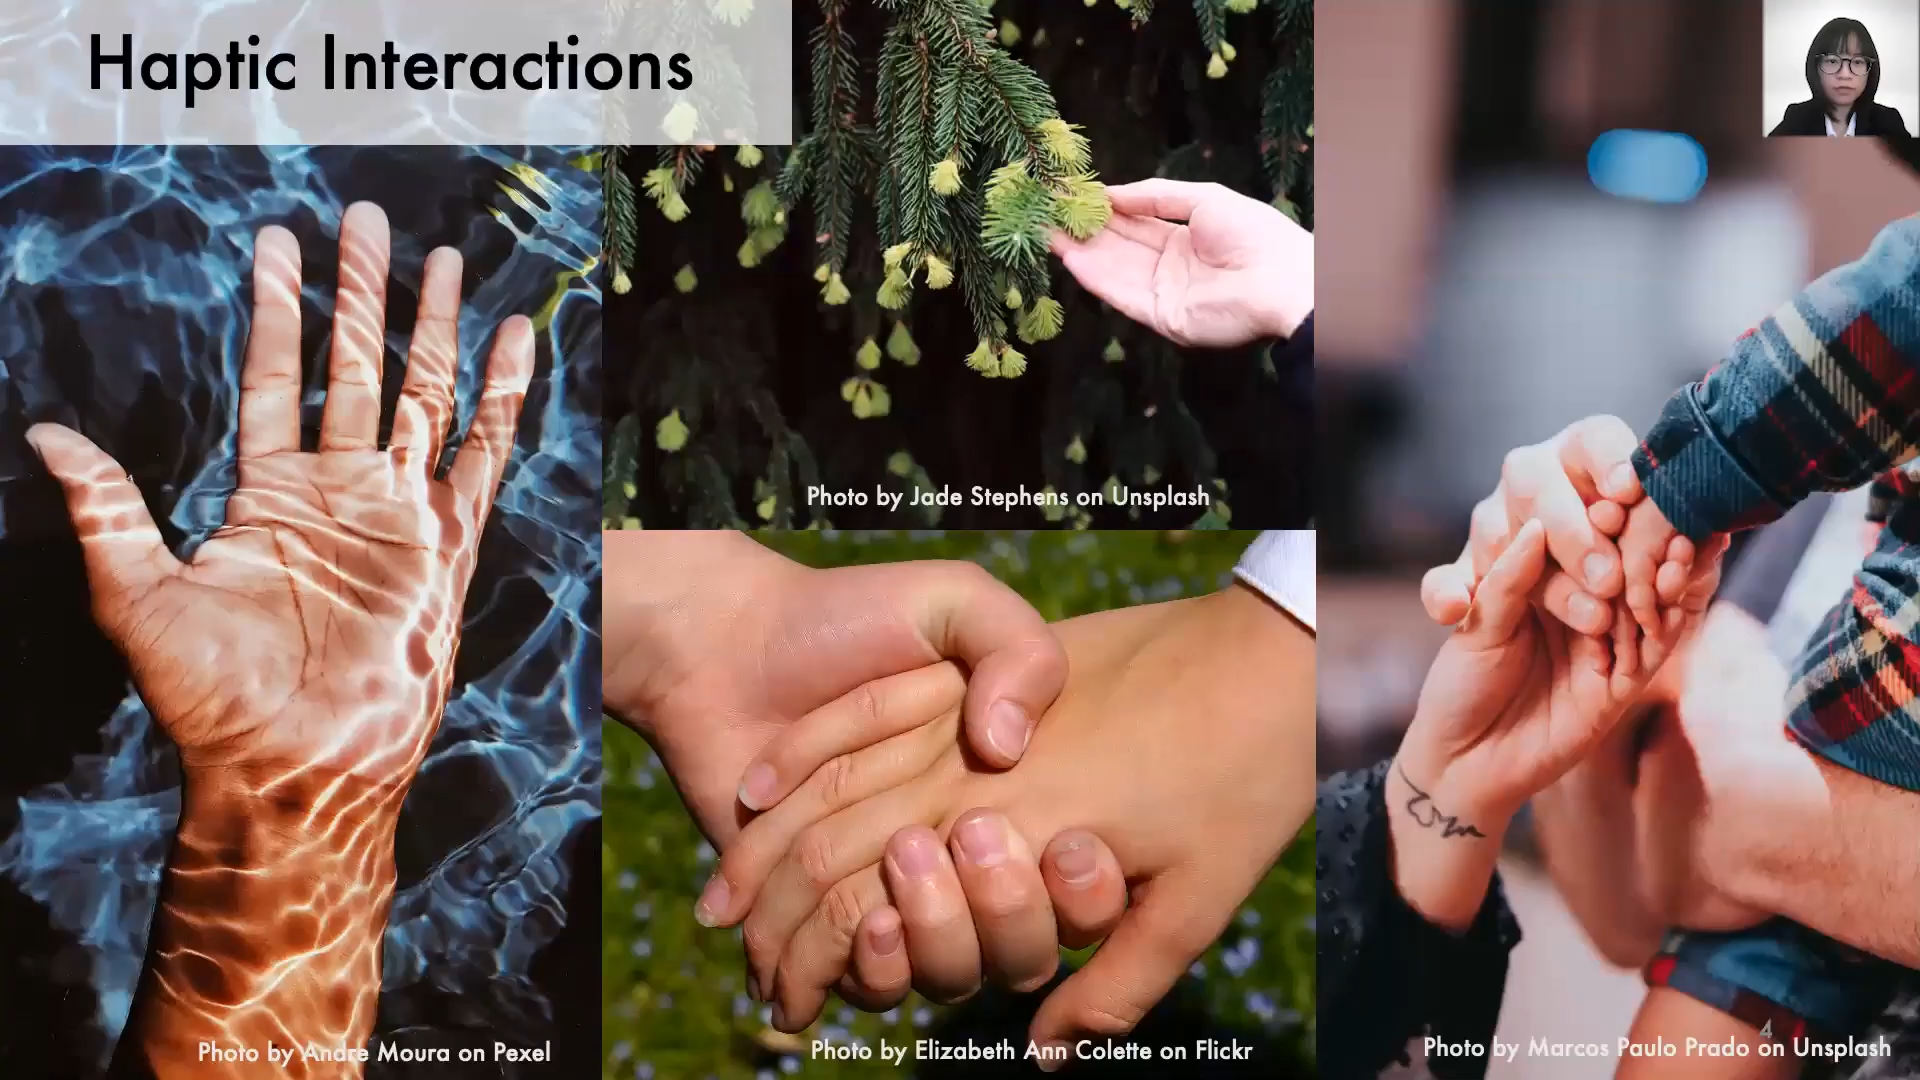 Haptic Interactions
Photo by Jade Stephens on Unsplash
Photo by Andre Moura on Pexel
Photo by Elizabeth Ann Colette on Flickr
4
Photo by Marcos Paulo Prado on Unsplash